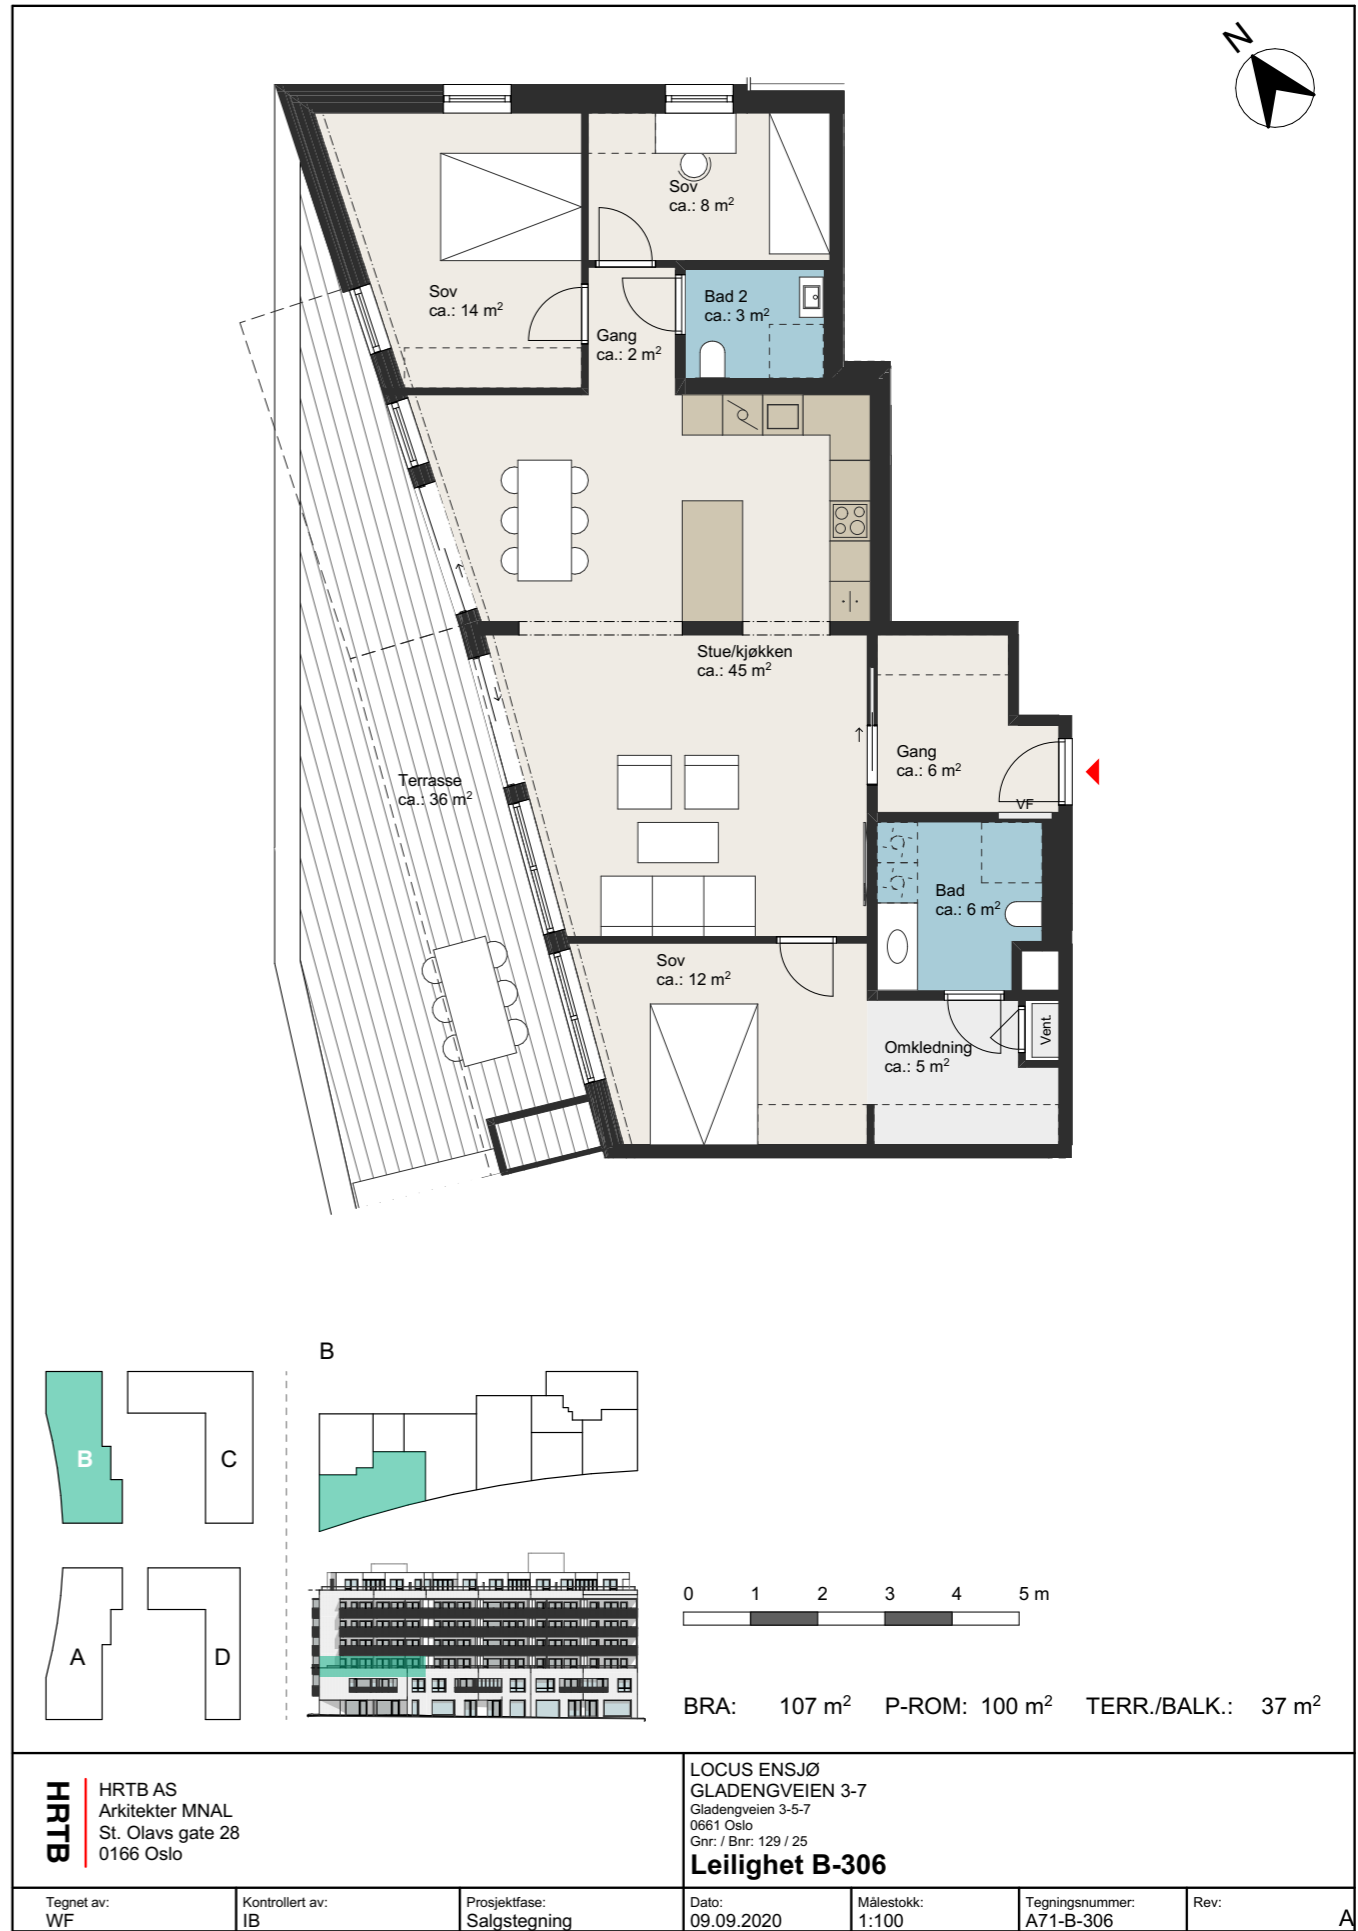 N
Sov
ca.: 8 m²
Sov
ca.: 14 m²
Bad 2
ca.: 3 m²
Gang
ca.: 2 m²
Stue/kjøkken
ca.: 45 m²
Gang
ca.: 6 m²
Terrasse
ca.: 36 m²
VF
Bad
ca.: 6 m²
Sov
ca.: 12 m²
Omkledning
ca.: 5 m²
Vent.
B
B
C
A
D
0 1 2 3 4 5 m
BRA: 107 m² P-ROM: 100 m² TERR./BALK.: 37 m²
HRTB
HRTB AS
Arkitekter MNAL
St. Olavs gate 28
0166 Oslo
LOCUS ENSJØ
GLADENGVEIEN 3-7
Gladengveien 3-5-7
0661 Oslo
Gnr: / Bnr: 129 / 25
Leilighet B-306
Tegnet av:
WF
Kontrollert av:
IB
Prosjektfase:
Salgstegning
Dato:
09.09.2020
Målestokk:
1:100
Tegningsnummer:
A71-B-306
Rev:
A